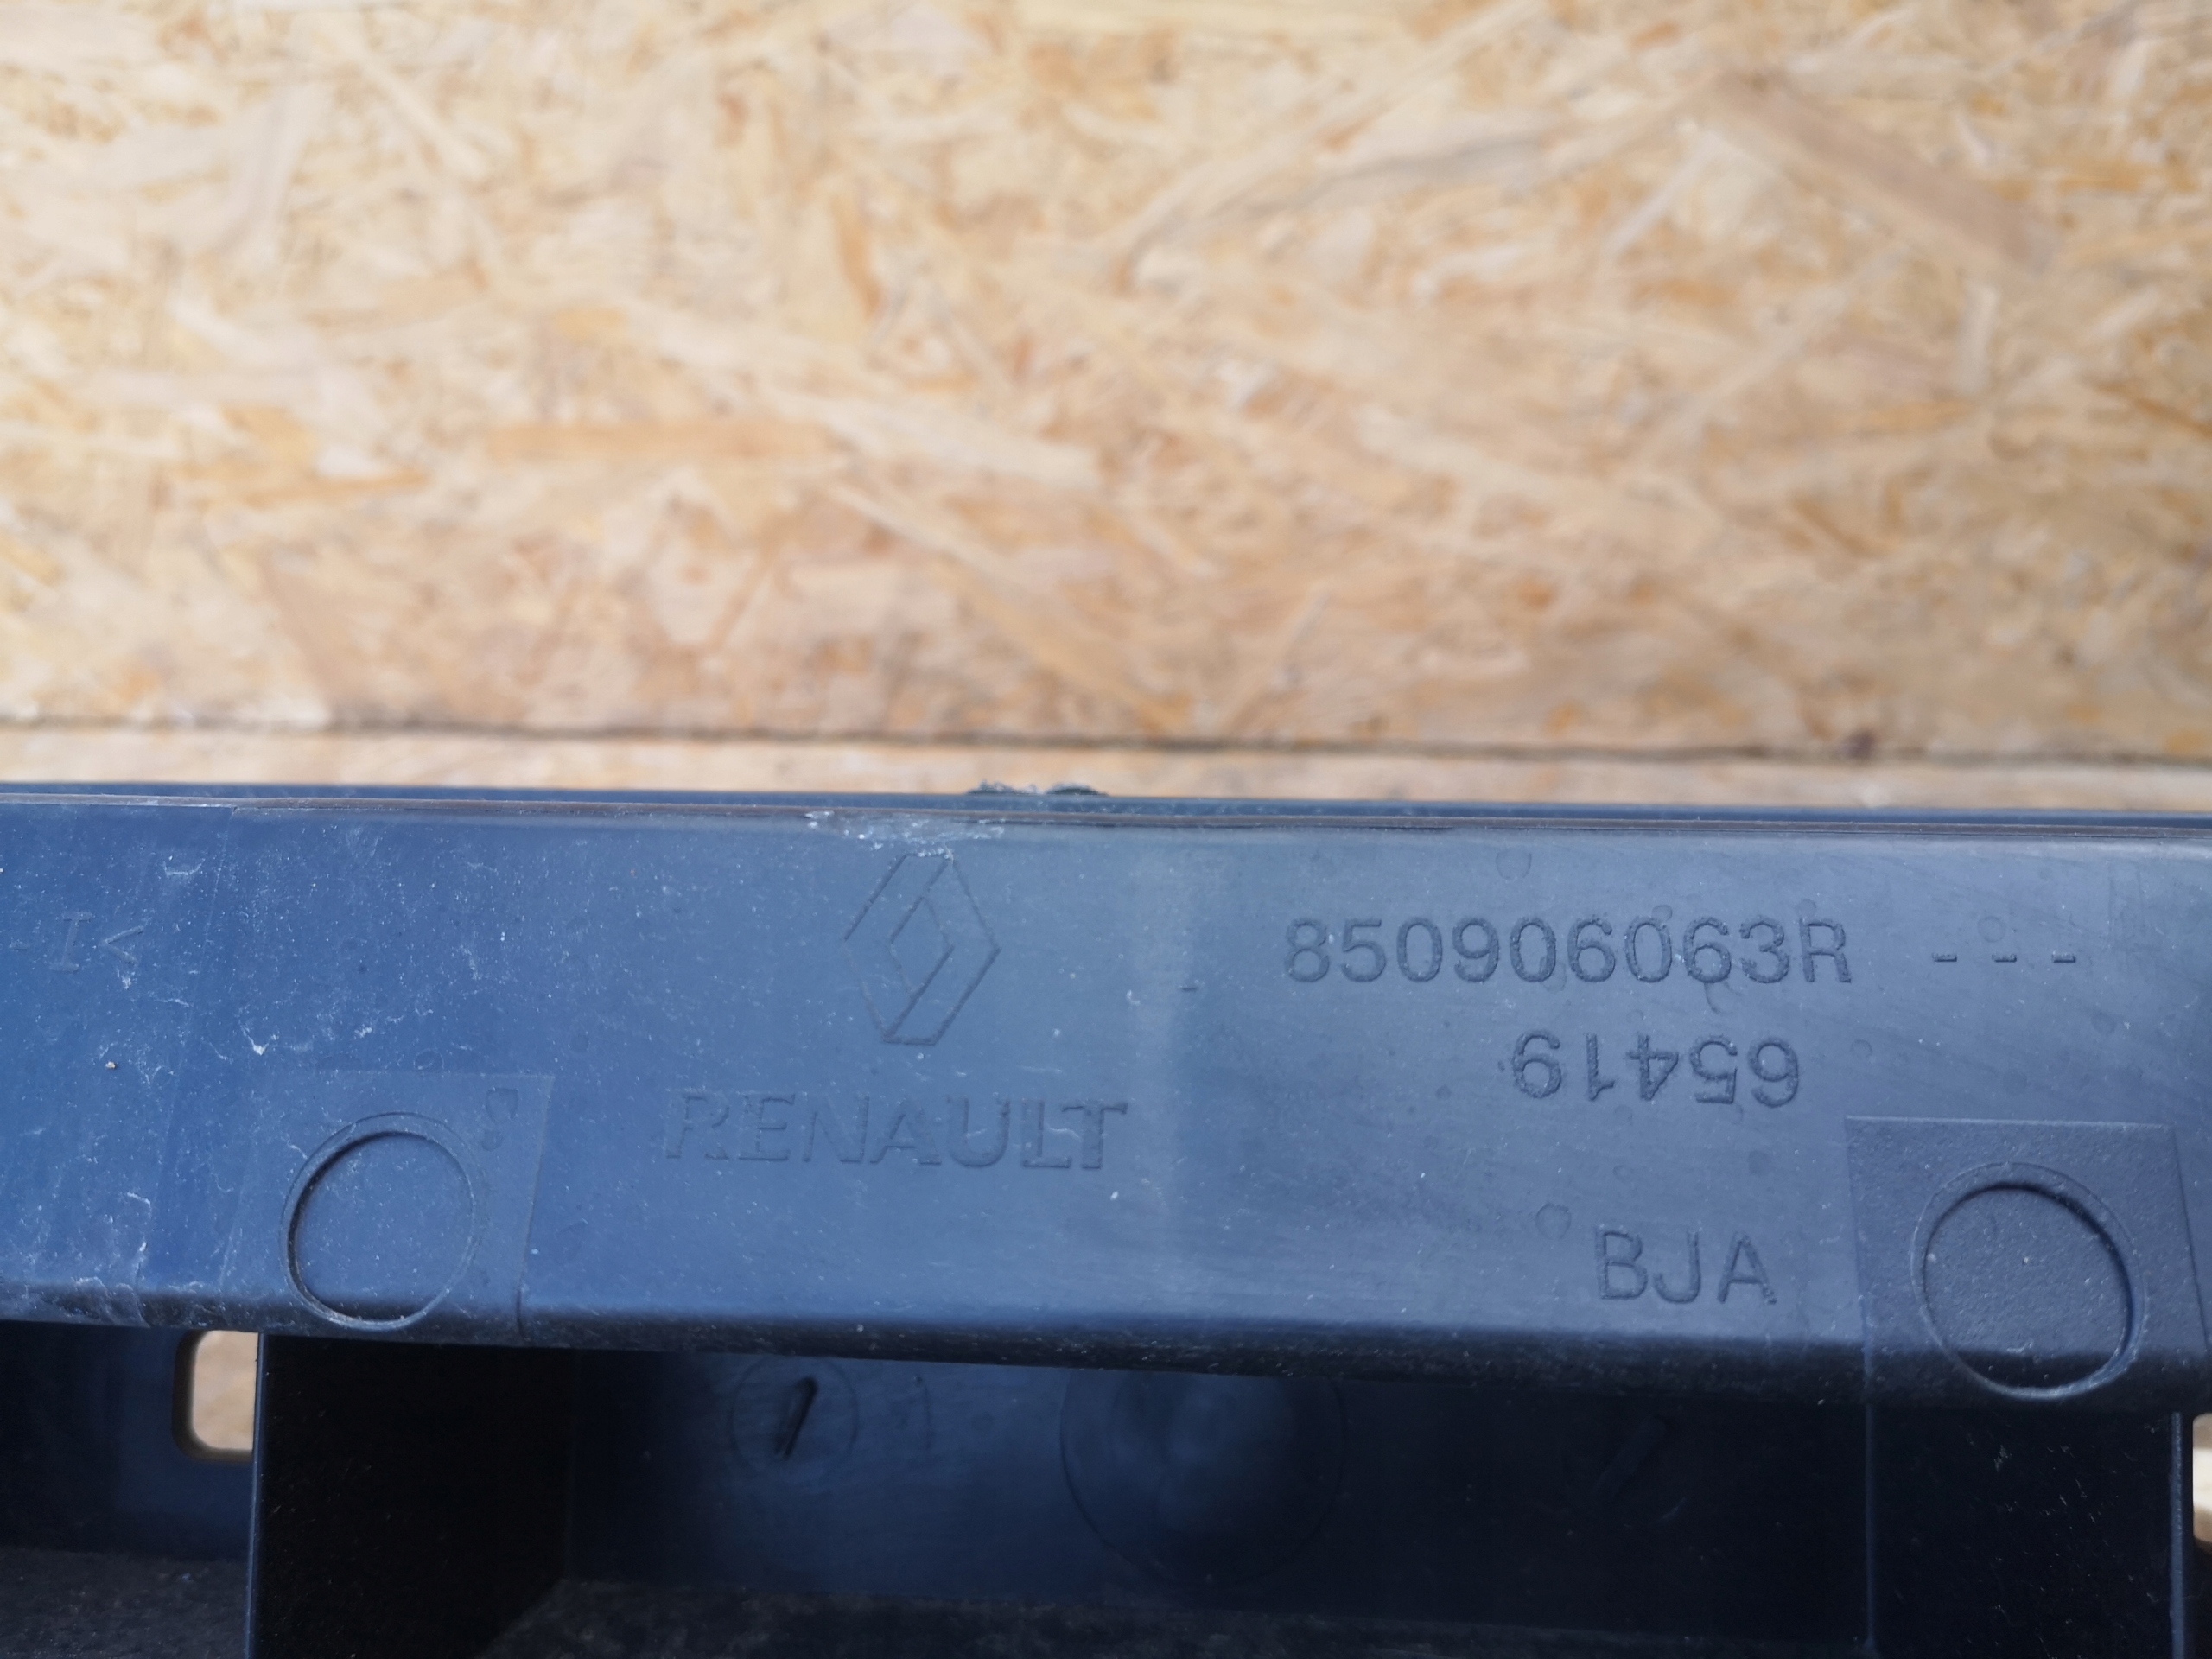 -I<
850906063R ---
65419
RENAULT
BJA